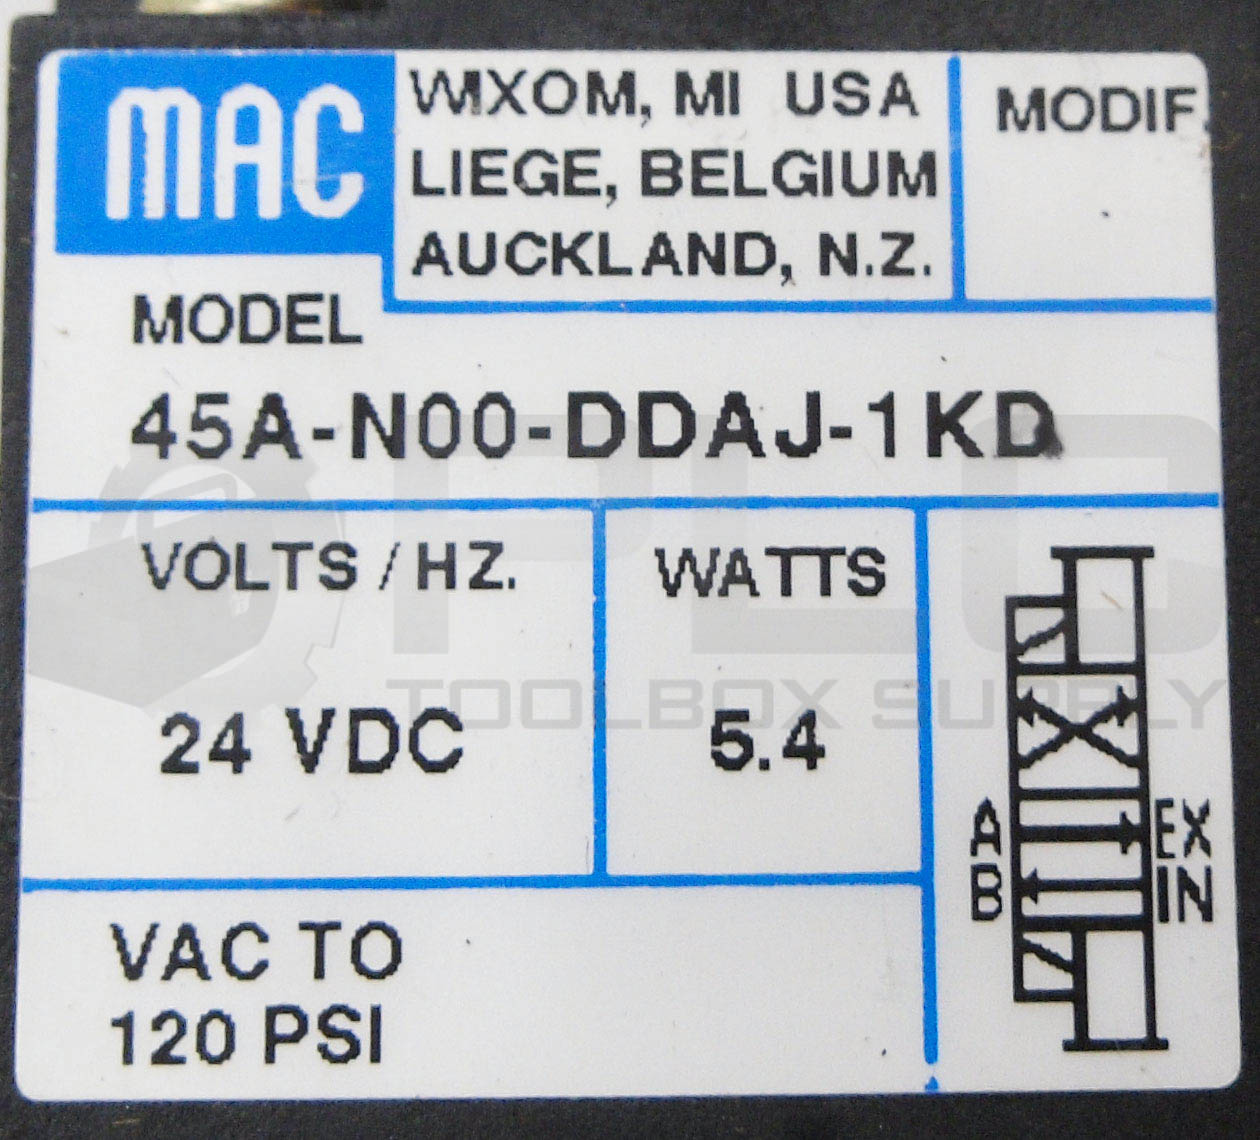 MAC
WIXOM, MI USA
LIEGE, BELGIUM
AUCKLAND, N.Z.
MODIF.
MODEL
45A-N00-DDAJ-1KD
VOLTS/HZ.
24 VDC
WATTS
5.4
A EX
B IN
VAC TO
120 PSI
PLC
TOOLBOX SUPPLY